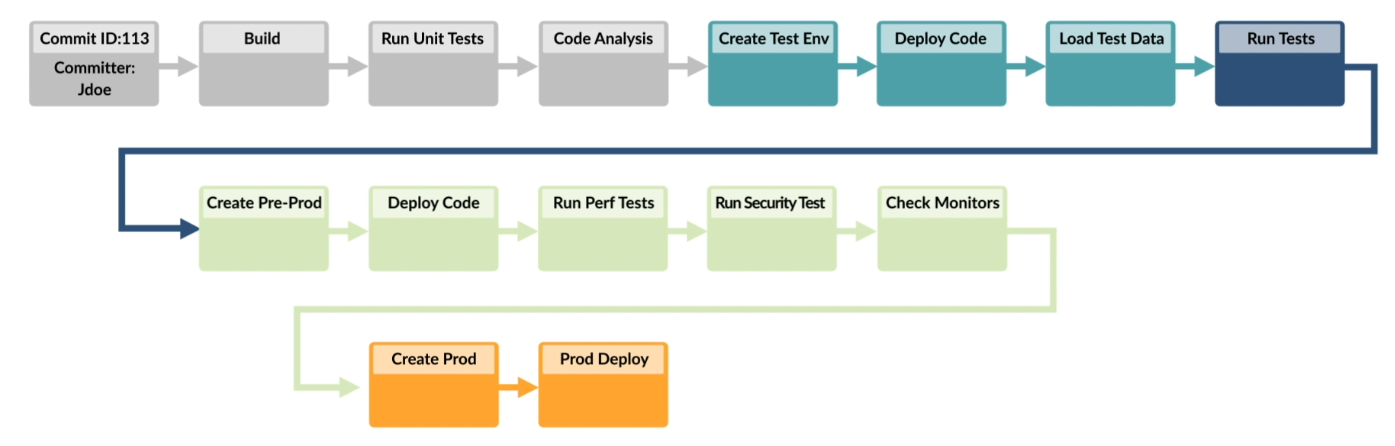 Commit ID:113
Committer:
Jdoe
Build
Run Unit Tests
Code Analysis
Create Test Env
Deploy Code
Load Test Data
Run Tests
Create Pre-Prod
Deploy Code
Run Perf Tests
Run Security Test
Check Monitors
Create Prod
Prod Deploy